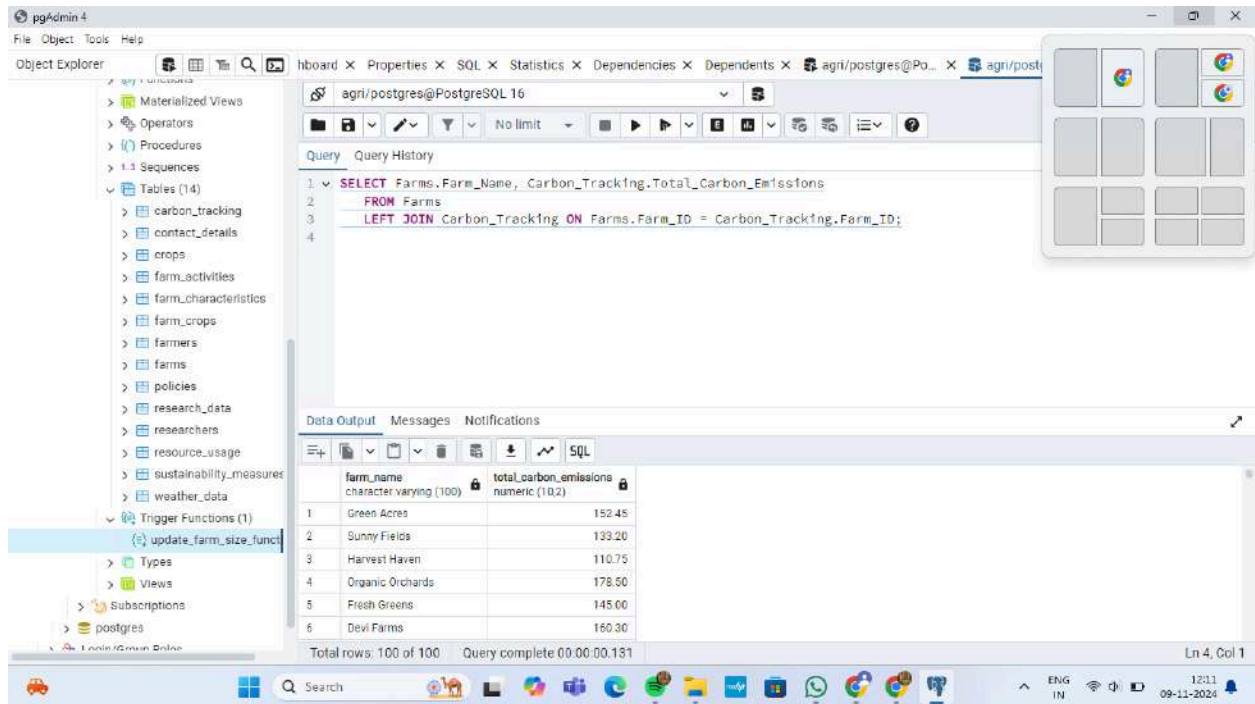 pgAdmin 4
File Object Tools Help
Object Explorer
hboard Properties SQL Statistics Dependencies Dependents agri/postgres@Po... agri/post
agri/postgres@PostgreSQL 16
No limit
Query Query History
1 SELECT Farms.Farm_Name, Carbon_Tracking.Total_Carbon_Emissions
2 FROM Farms
3 LEFT JOIN Carbon_Tracking ON Farms.Farm_ID = Carbon_Tracking.Farm_ID;
4
Functions
Materialized Views
Operators
Procedures
1..3 Sequences
Tables (14)
carbon_tracking
contact_details
crops
farm_activities
farm_characteristics
farm_crops
farmers
farms
policies
research_data
researchers
resource_usage
sustainability_measures
weather_data
Trigger Functions (1)
update_farm_size_funct
Types
Views
Subscriptions
postgres
Login/Group Roles
Data Output Messages Notifications
SQL
farm_name total_carbon_emissions
character varying (100) numeric (10,2)
1 Green Acres 152.45
2 Sunny Fields 133.20
3 Harvest Haven 110.75
4 Organic Orchards 178.50
5 Fresh Greens 145.00
6 Devi Farms 160.30
Total rows: 100 of 100 Query complete 00:00:00.131 Ln 4, Col 1
Search
ENG
IN
12:11
09-11-2024